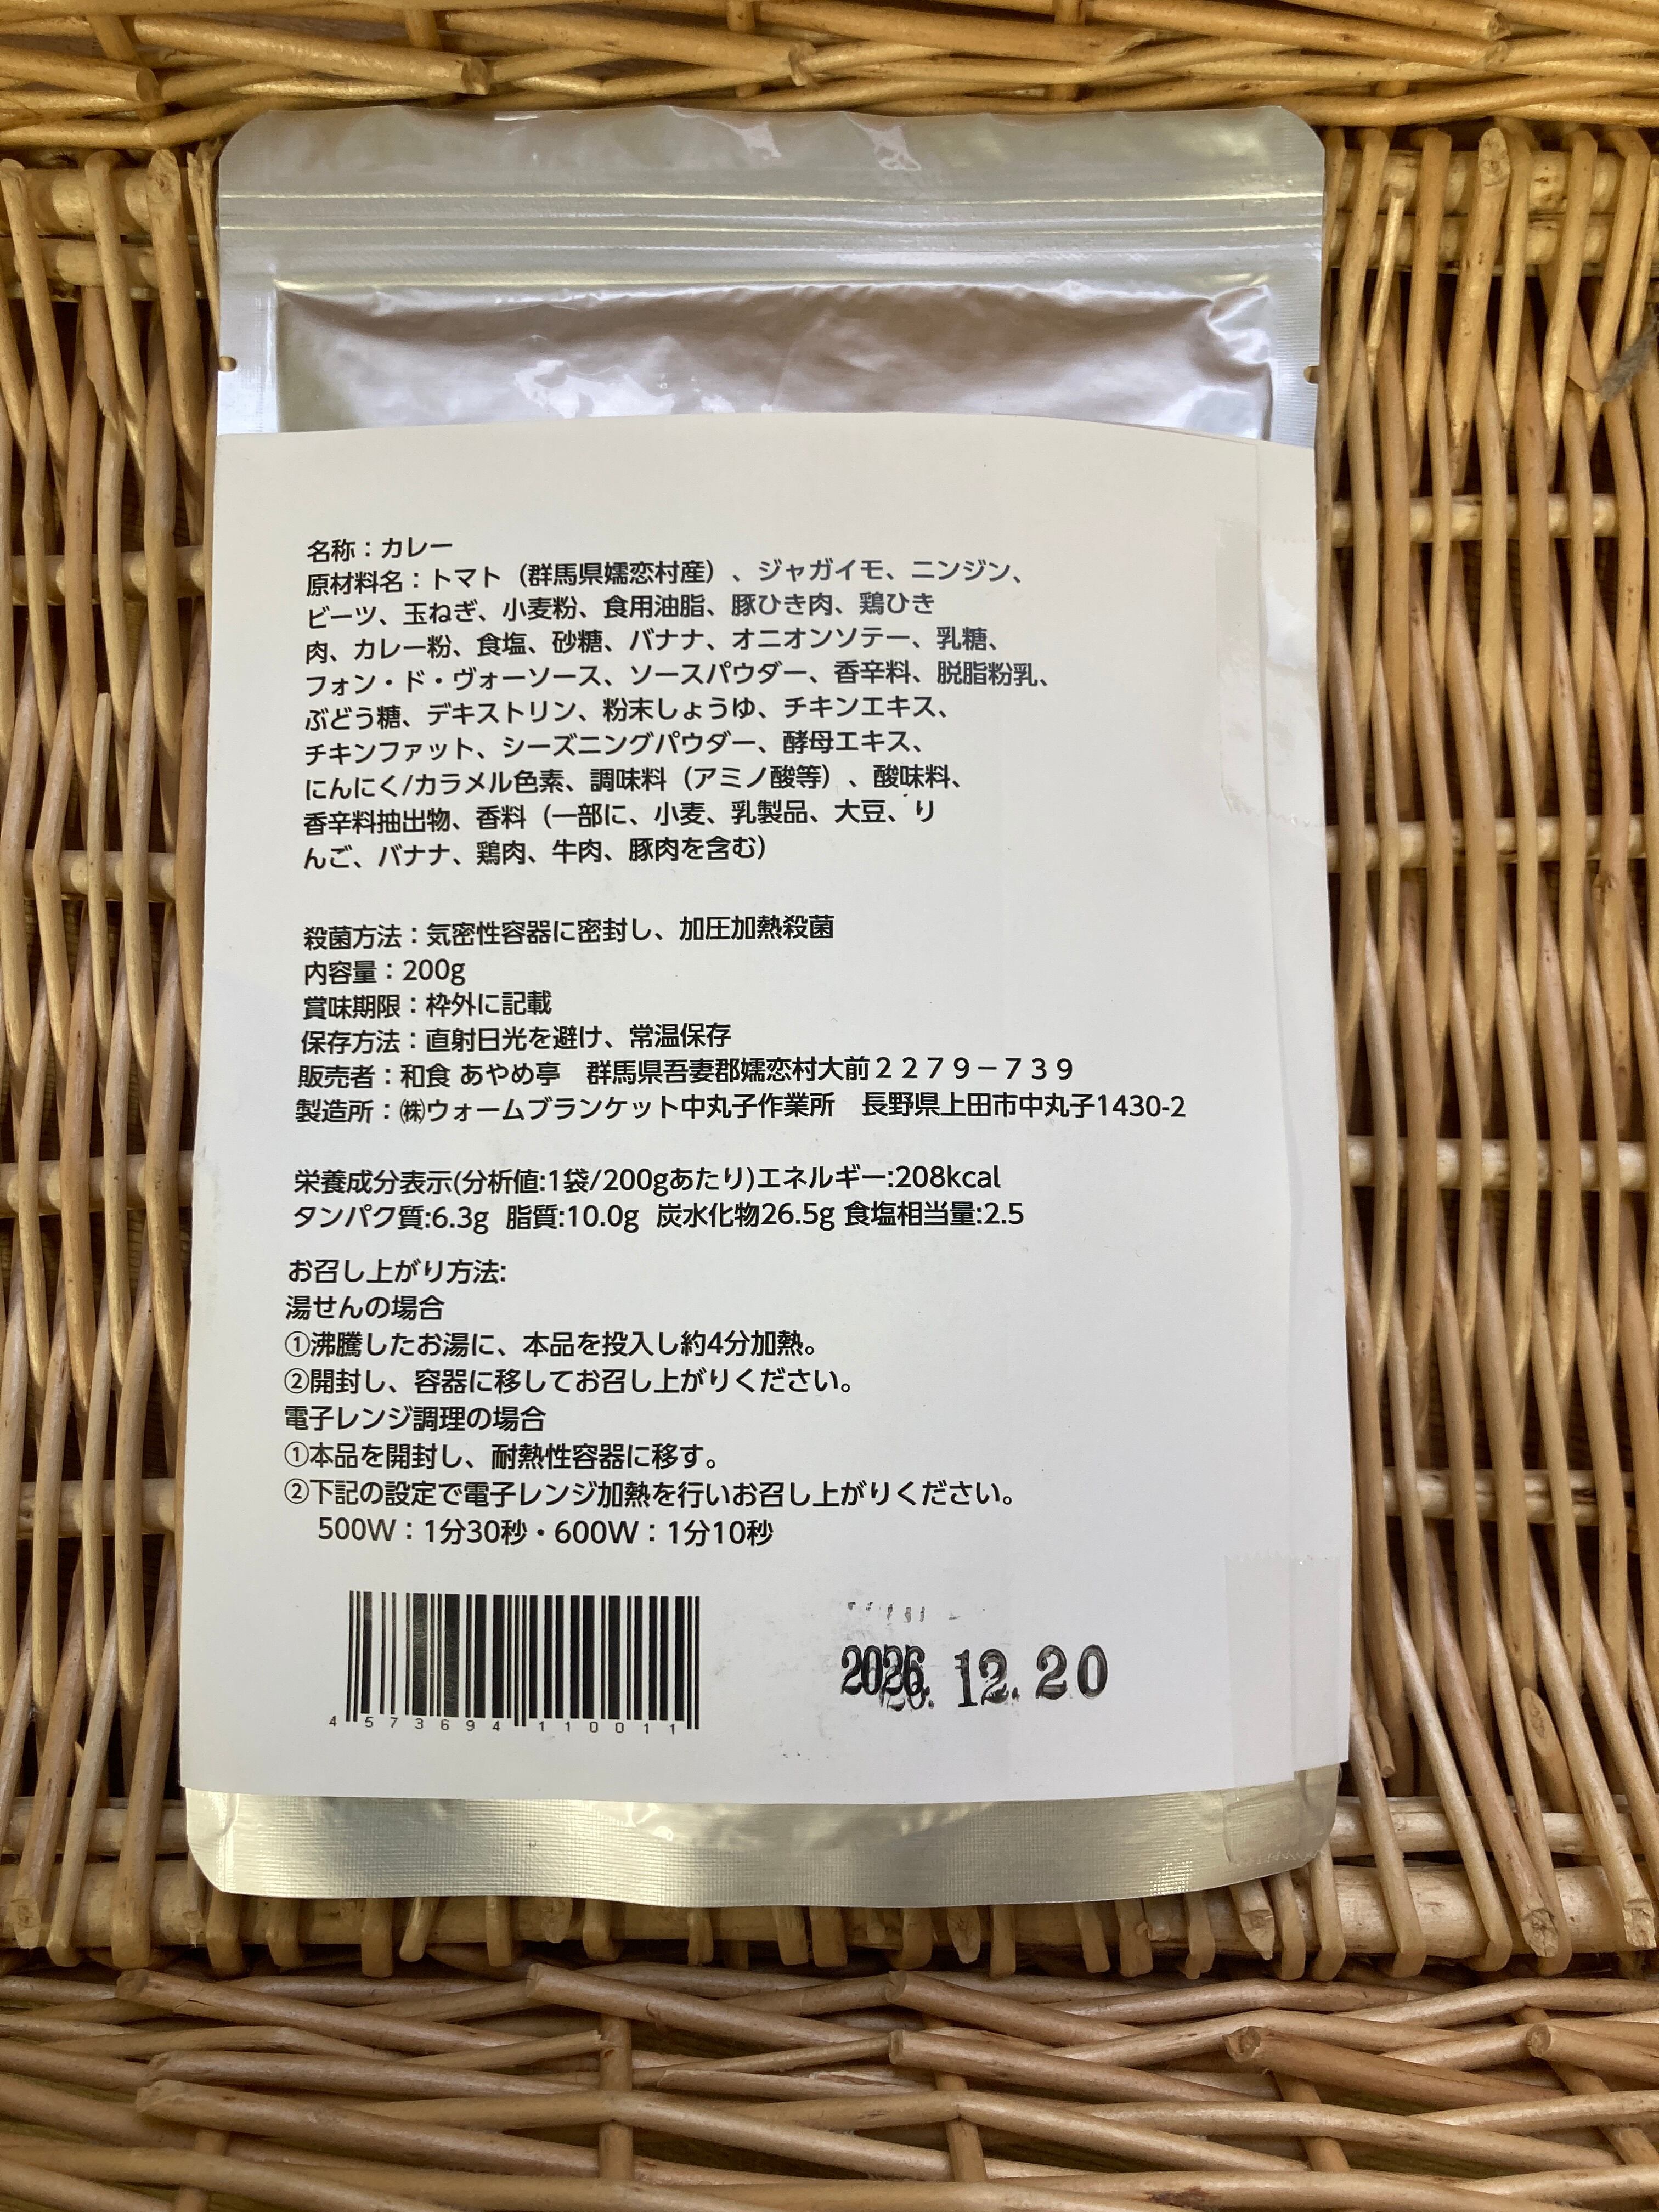 名称：カレー
原材料名：トマト（群馬県嬬恋村産）、ジャガイモ、ニンジン、
ビーツ、玉ねぎ、小麦粉、食用油脂、豚ひき肉、鶏ひき
肉、カレー粉、食塩、砂糖、バナナ、オニオンソテー、乳糖、
フォン・ド・ヴォーソース、ソースパウダー、香辛料、脱脂粉乳、
ぶどう糖、デキストリン、粉末しょうゆ、チキンエキス、
チキンファット、シーズニングパウダー、酵母エキス、
にんにく/カラメル色素、調味料（アミノ酸等）、酸味料、
香辛料抽出物、香料（一部に、小麦、乳製品、大豆、り
んご、バナナ、鶏肉、牛肉、豚肉を含む）
殺菌方法：気密性容器に密封し、加圧加熱殺菌
内容量：200g
賞味期限：枠外に記載
保存方法：直射日光を避け、常温保存
販売者：和食 あやめ亭　群馬県吾妻郡嬬恋村大前２２７９－７３９
製造所：㈱ウォームブランケット中丸子作業所　長野県上田市中丸子1430-2
栄養成分表示(分析値:1袋/200gあたり)エネルギー:208kcal
タンパク質:6.3g 脂質:10.0g 炭水化物26.5g 食塩相当量:2.5
お召し上がり方法:
湯せんの場合
①沸騰したお湯に、本品を投入し約4分加熱。
②開封し、容器に移してお召し上がりください。
電子レンジ調理の場合
①本品を開封し、耐熱性容器に移す。
②下記の設定で電子レンジ加熱を行いお召し上がりください。
500W：1分30秒・600W：1分10秒
4573694110011
2026.12.20